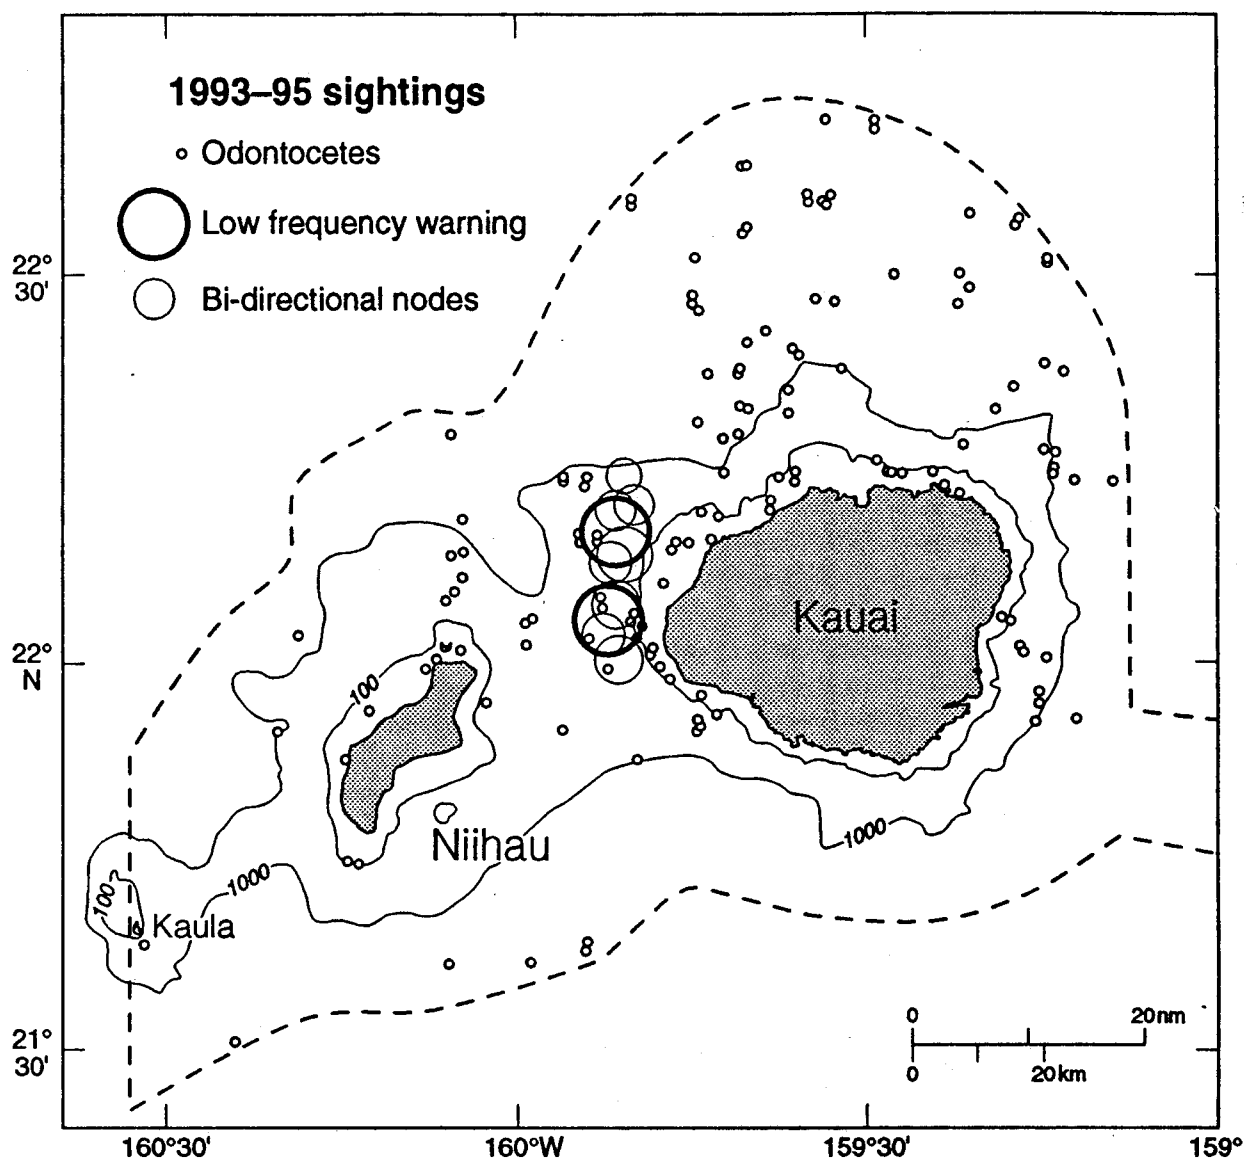 1993–95 sightings
Odontocetes
Low frequency warning
Bi-directional nodes
22°
30'
Kauai
22°
N
100
Niihau
1000
1000
100
Kaula
0
20nm
21°
30'
0
20km
160°30'
160°W
159°30'
159°